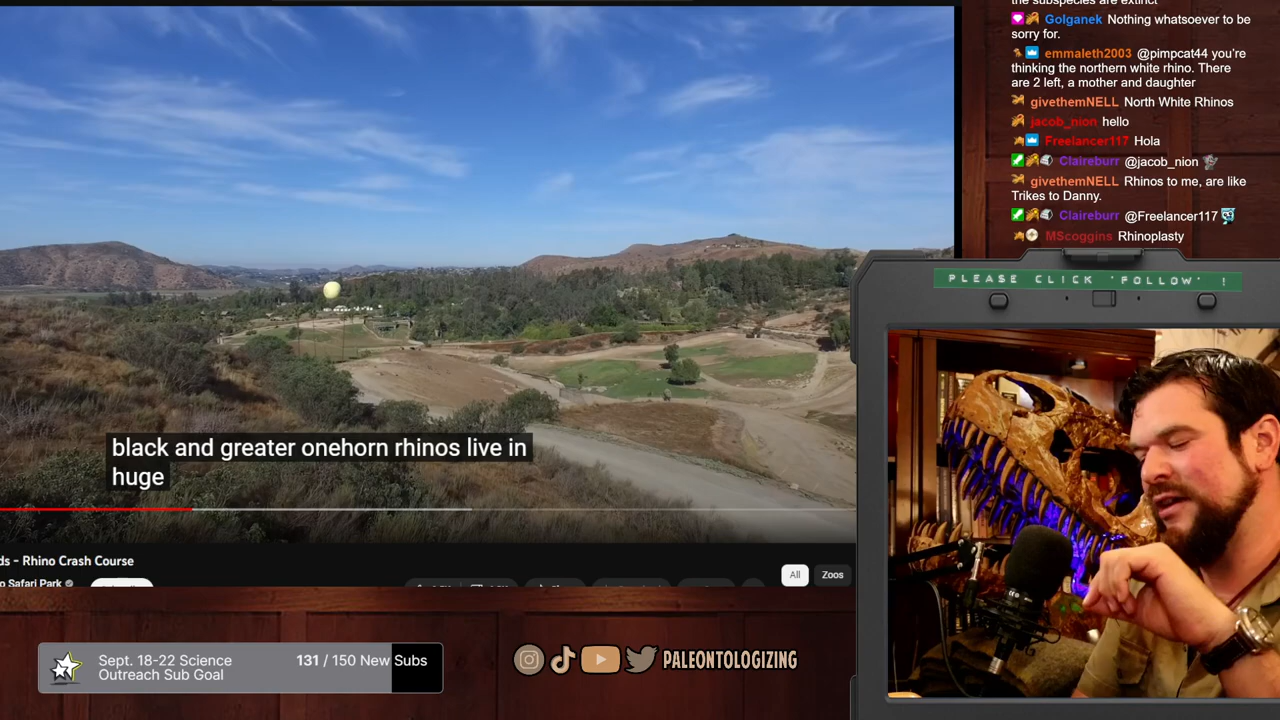 the subspecies are extinct
Golganek Nothing whatsoever to be
sorry for.
emmaleth2003 @pimpcat44 you're
thinking the northern white rhino. There
are 2 left, a mother and daughter
givethemNELL North White Rhinos
jacob_nion hello
Freelancer117 Hola
Claireburr @jacob_nion
givethemNELL Rhinos to me, are like
Trikes to Danny.
Claireburr @Freelancer117
MScoggins Rhinoplasty
PLEASE CLICK "FOLLOW" !
black and greater onehorn rhinos live in
huge
ds - Rhino Crash Course
o Safari Park
All Zoos
Sept. 18-22 Science
Outreach Sub Goal
131 / 150 New Subs
PALEONTOLOGIZING